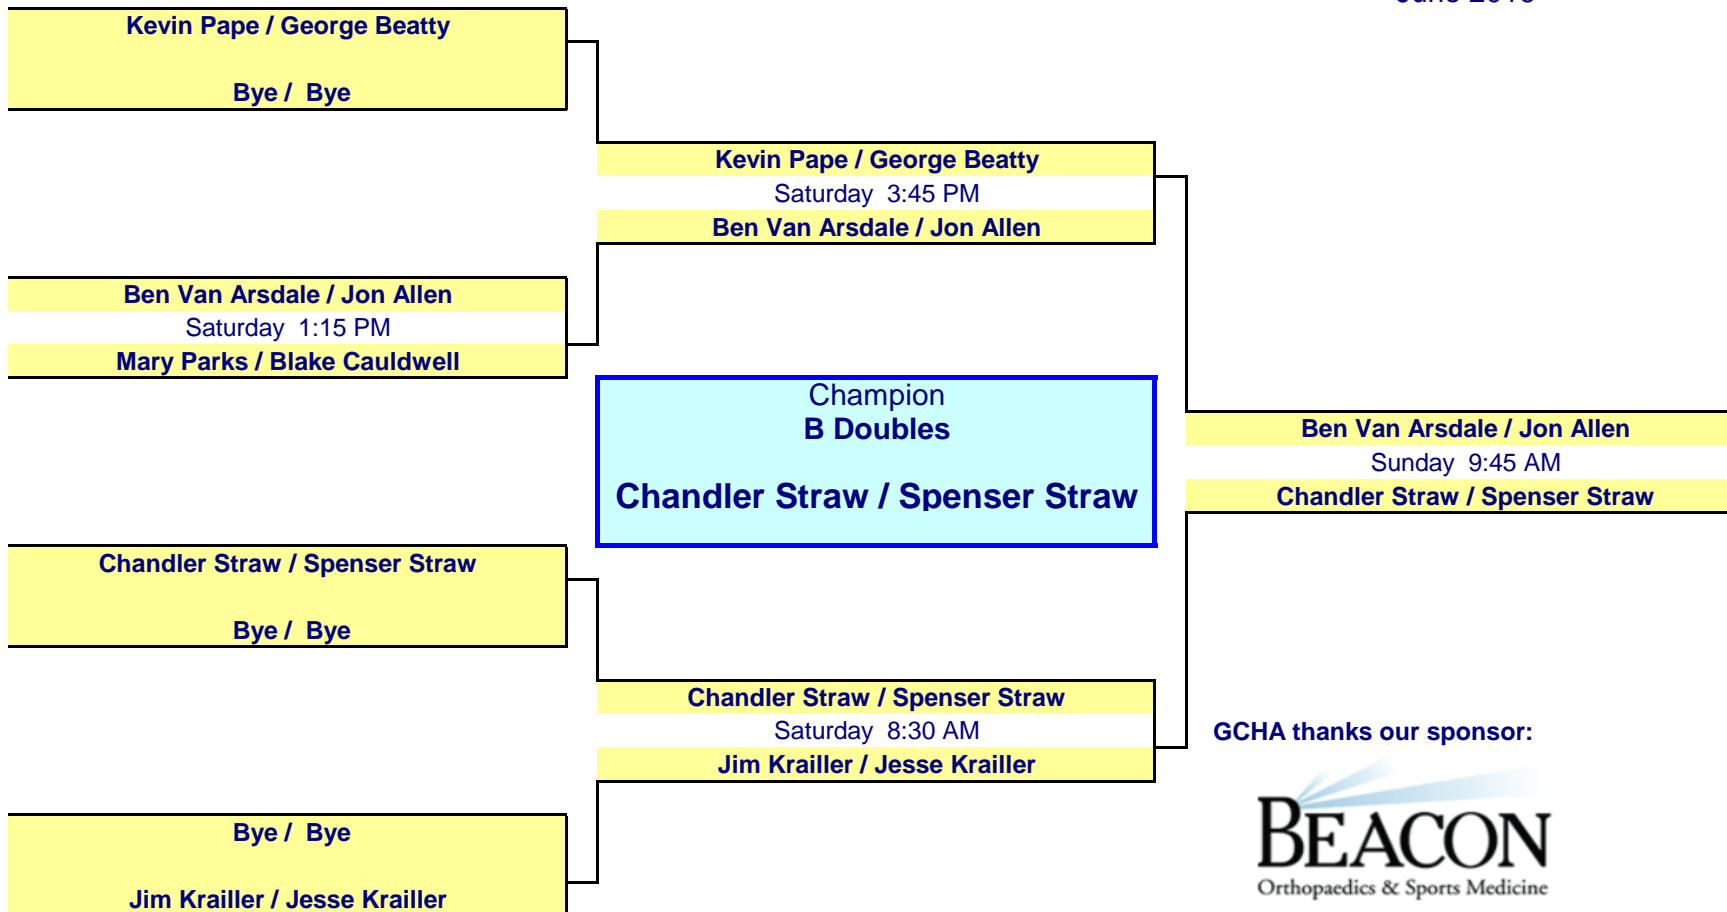 Kevin Pape / George Beatty
Bye / Bye
Kevin Pape / George Beatty
Saturday 3:45 PM
Ben Van Arsdale / Jon Allen
Ben Van Arsdale / Jon Allen
Saturday 1:15 PM
Mary Parks / Blake Cauldwell
Champion
B Doubles
Chandler Straw / Spenser Straw
Ben Van Arsdale / Jon Allen
Sunday 9:45 AM
Chandler Straw / Spenser Straw
Chandler Straw / Spenser Straw
Bye / Bye
Chandler Straw / Spenser Straw
Saturday 8:30 AM
Jim Krailler / Jesse Krailler
GCHA thanks our sponsor:
BEACON
Orthopaedics & Sports Medicine
Bye / Bye
Jim Krailler / Jesse Krailler